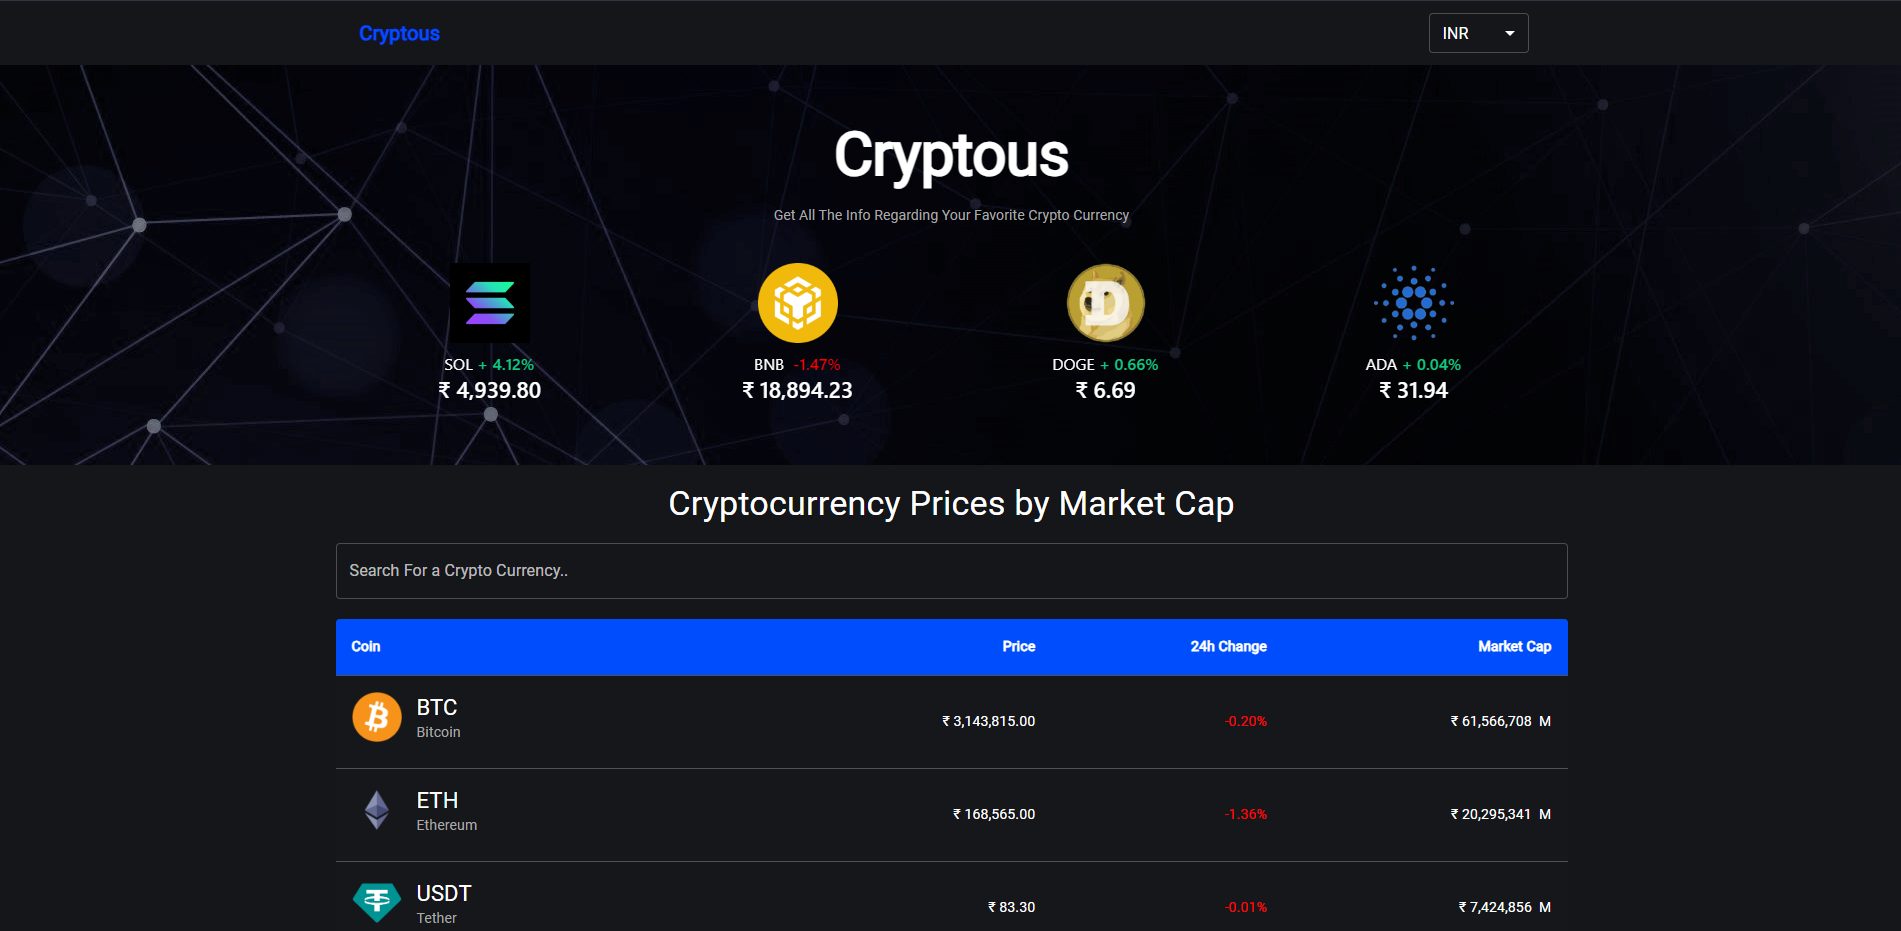 Cryptous
INR
Cryptous
Get All The Info Regarding Your Favorite Crypto Currency
SOL + 4.12%
₹ 4,939.80
BNB -1.47%
₹ 18,894.23
DOGE + 0.66%
₹ 6.69
ADA + 0.04%
₹ 31.94
Cryptocurrency Prices by Market Cap
Search For a Crypto Currency..
Coin Price 24h Change Market Cap
BTC
Bitcoin
₹ 3,143,815.00 -0.20% ₹ 61,566,708 M
ETH
Ethereum
₹ 168,565.00 -1.36% ₹ 20,295,341 M
USDT
Tether
₹ 83.30 -0.01% ₹ 7,424,856 M